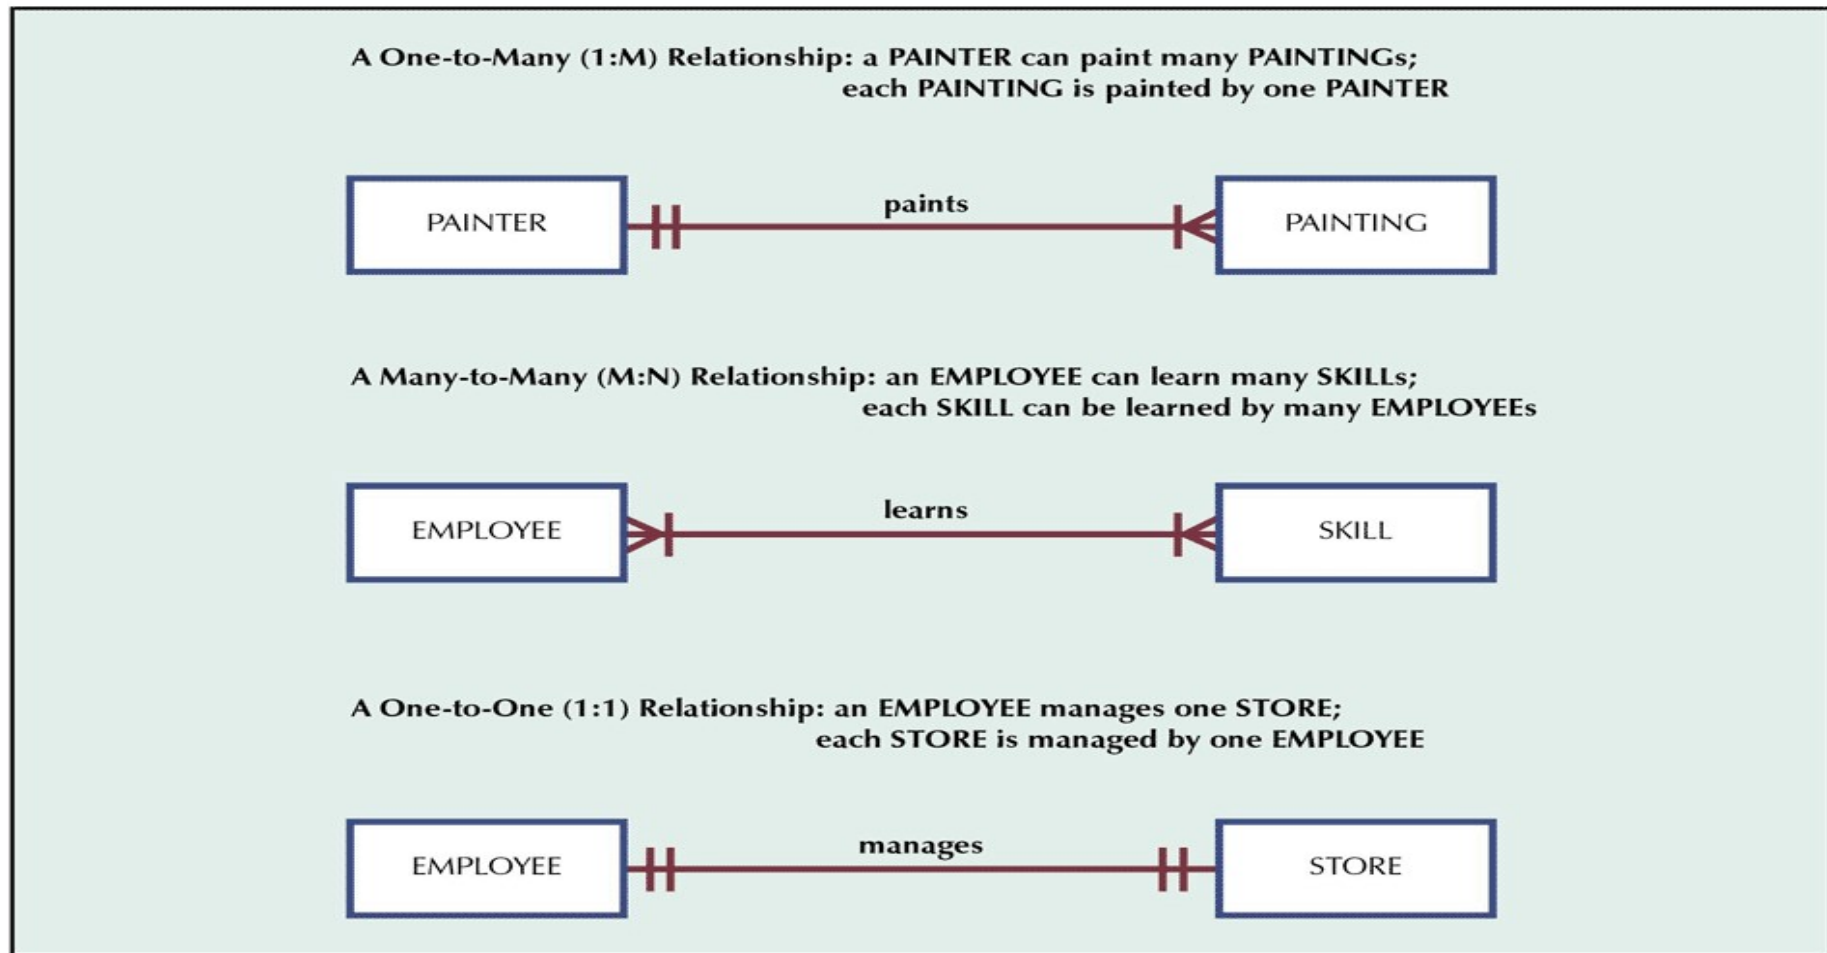 A One-to-Many (1:M) Relationship: a PAINTER can paint many PAINTINGs;
each PAINTING is painted by one PAINTER
PAINTER
paints
PAINTING
A Many-to-Many (M:N) Relationship: an EMPLOYEE can learn many SKILLs;
each SKILL can be learned by many EMPLOYEEs
EMPLOYEE
learns
SKILL
A One-to-One (1:1) Relationship: an EMPLOYEE manages one STORE;
each STORE is managed by one EMPLOYEE
EMPLOYEE
manages
STORE